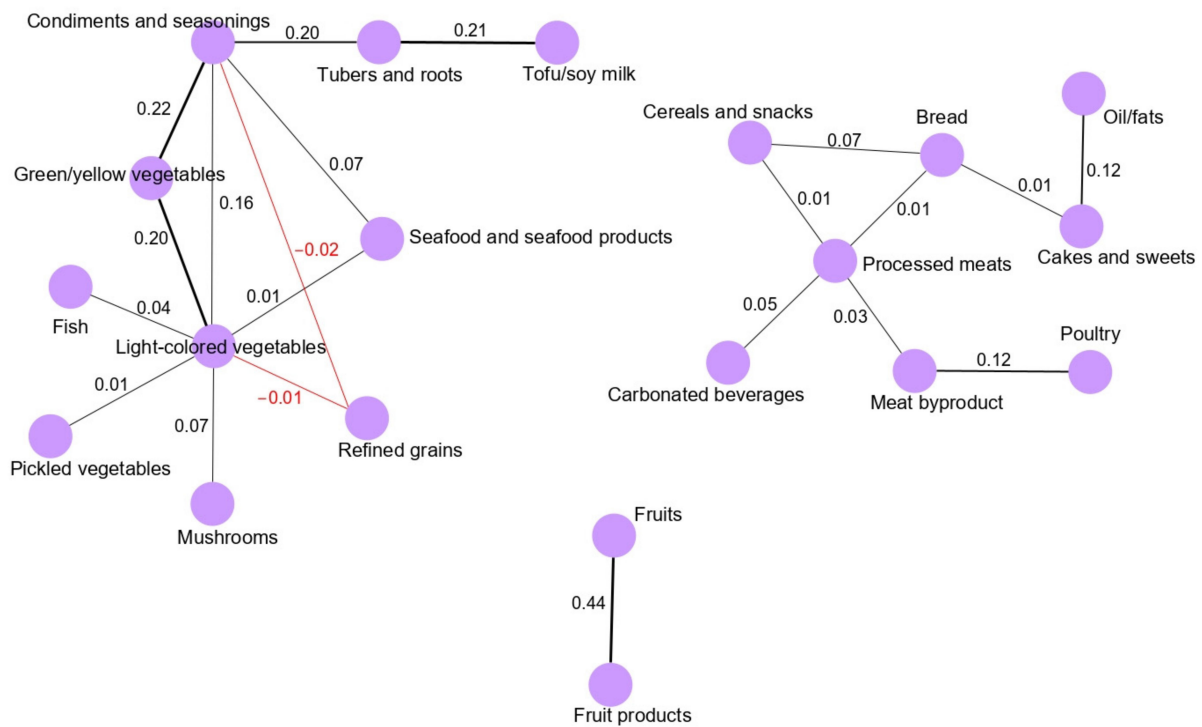 Condiments and seasonings
0.20
0.21
Tubers and roots
Tofu/soy milk
0.22
Green/yellow vegetables
0.07
0.16
0.20
Seafood and seafood products
−0.02
0.01
0.04
Fish
Light-colored vegetables
0.01
−0.01
0.07
Refined grains
Pickled vegetables
Mushrooms
Cereals and snacks
Bread
Oil/fats
0.07
0.12
0.01
0.01
0.01
Cakes and sweets
Processed meats
0.05
0.03
Poultry
0.12
Carbonated beverages
Meat byproduct
Fruits
0.44
Fruit products